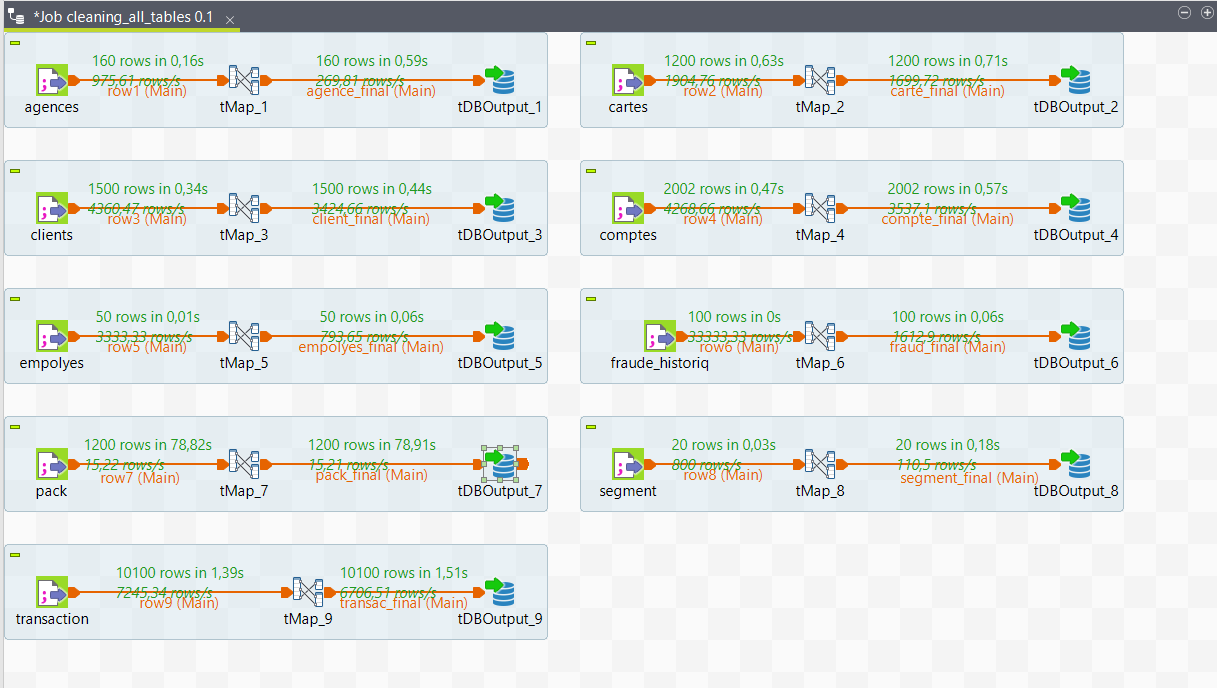 *Job cleaning_all_tables 0.1
160 rows in 0,16s
975,61 rows/s
row1 (Main)
160 rows in 0,59s
269,81 rows/s
agence_final (Main)
agences
tMap_1
tDBOutput_1
1200 rows in 0,63s
1904,76 rows/s
row2 (Main)
1200 rows in 0,71s
1699,72 rows/s
carte_final (Main)
cartes
tMap_2
tDBOutput_2
1500 rows in 0,34s
4360,47 rows/s
row3 (Main)
1500 rows in 0,44s
3424,66 rows/s
client_final (Main)
clients
tMap_3
tDBOutput_3
2002 rows in 0,47s
4268,66 rows/s
row4 (Main)
2002 rows in 0,57s
3537,1 rows/s
compte_final (Main)
comptes
tMap_4
tDBOutput_4
50 rows in 0,01s
3333,33 rows/s
row5 (Main)
50 rows in 0,06s
793,65 rows/s
empolyes_final (Main)
empolyes
tMap_5
tDBOutput_5
100 rows in 0s
33333,33 rows/s
row6 (Main)
100 rows in 0,06s
1612,9 rows/s
fraud_final (Main)
fraude_historiq
tMap_6
tDBOutput_6
1200 rows in 78,82s
15,22 rows/s
row7 (Main)
1200 rows in 78,91s
15,21 rows/s
pack_final (Main)
pack
tMap_7
tDBOutput_7
20 rows in 0,03s
800 rows/s
row8 (Main)
20 rows in 0,18s
110,5 rows/s
segment_final (Main)
segment
tMap_8
tDBOutput_8
10100 rows in 1,39s
7245,34 rows/s
row9 (Main)
10100 rows in 1,51s
6706,51 rows/s
transac_final (Main)
transaction
tMap_9
tDBOutput_9